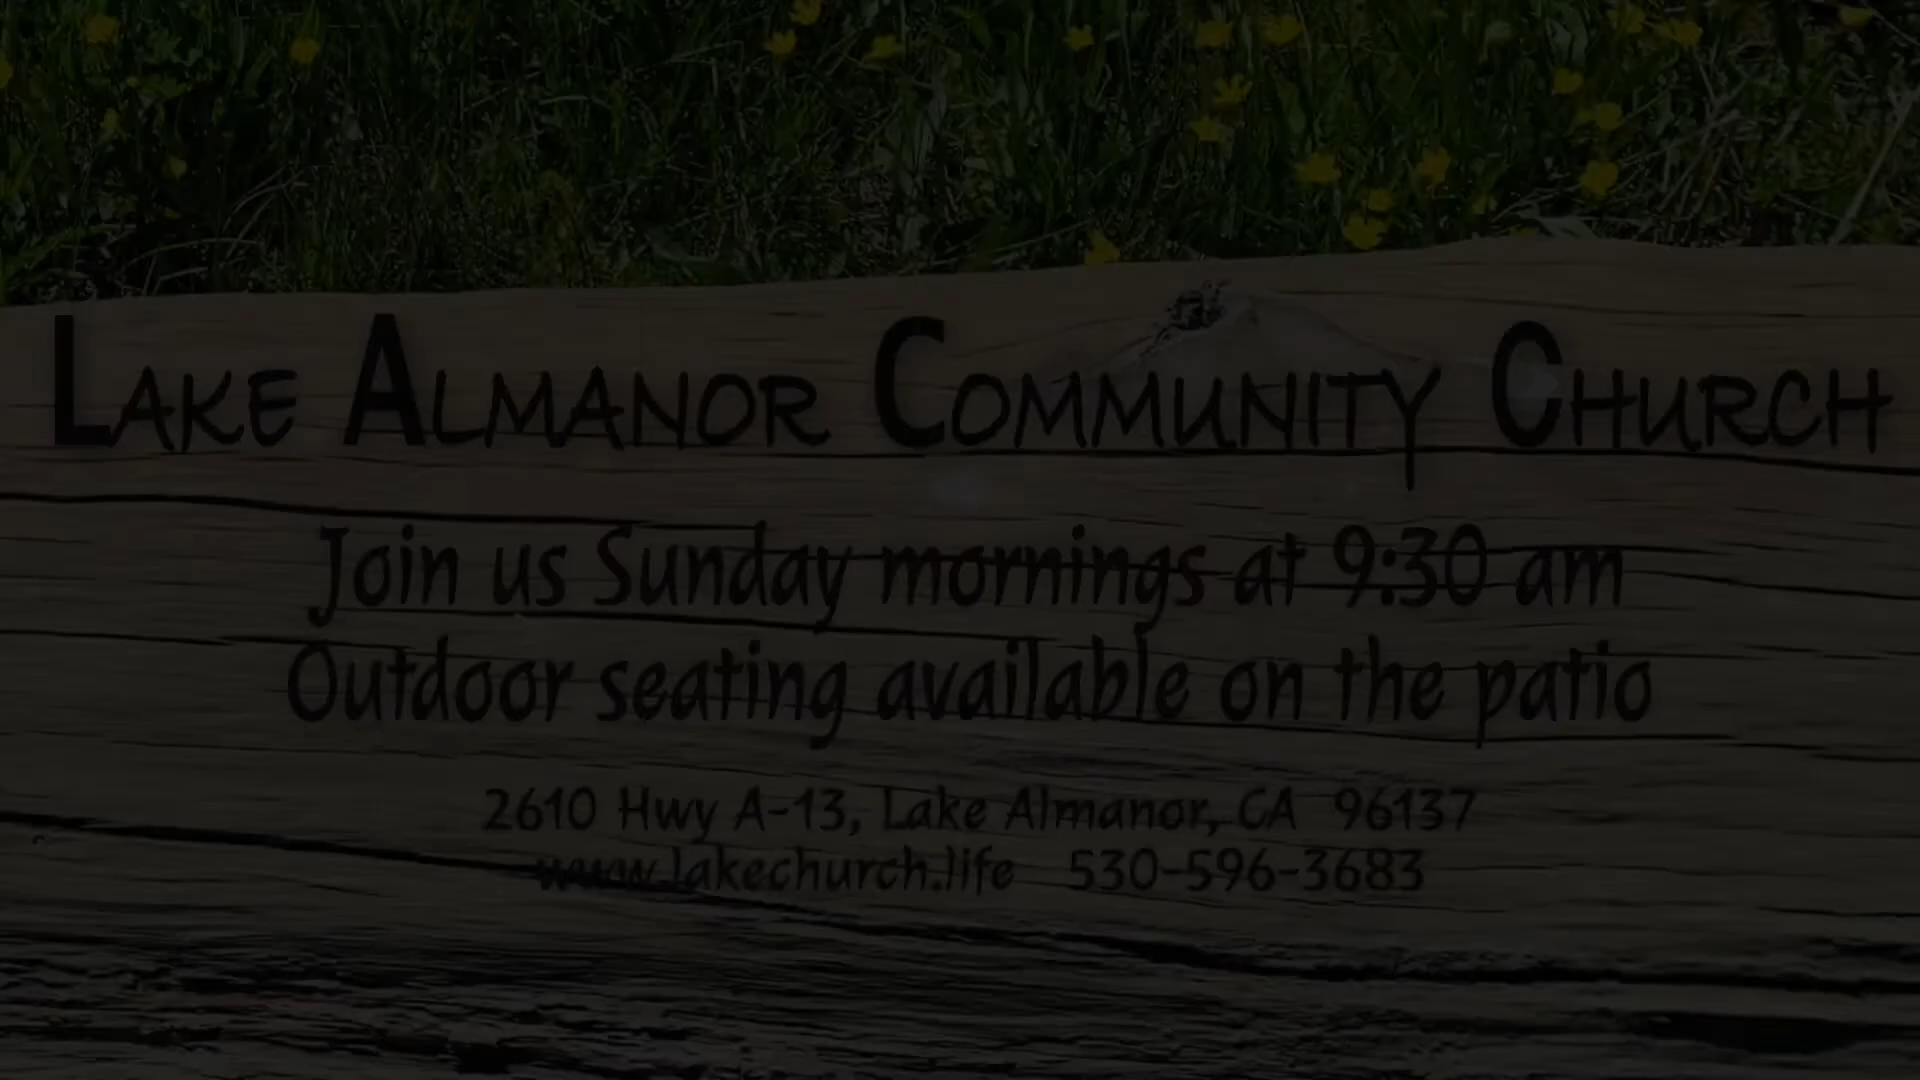 Lake Almanor Community Church
Join us Sunday mornings at 9:30 am
Outdoor seating available on the patio
2610 Hwy A-13, Lake Almanor, CA 96137
www.lakechurch.life 530-596-3683